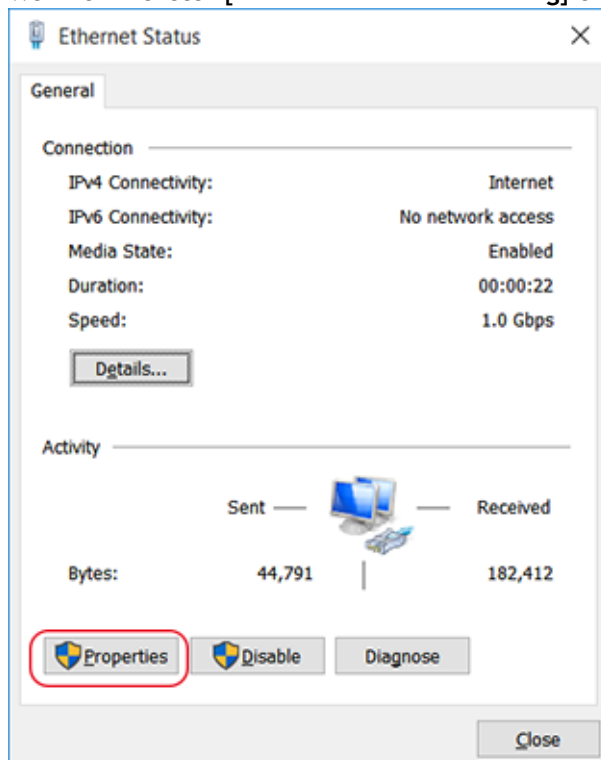 Ethernet Status
General
Connection
IPv4 Connectivity: Internet
IPv6 Connectivity: No network access
Media State: Enabled
Duration: 00:00:22
Speed: 1.0 Gbps
Details...
Activity
Sent Received
Bytes: 44,791 182,412
Properties Disable Diagnose
Close